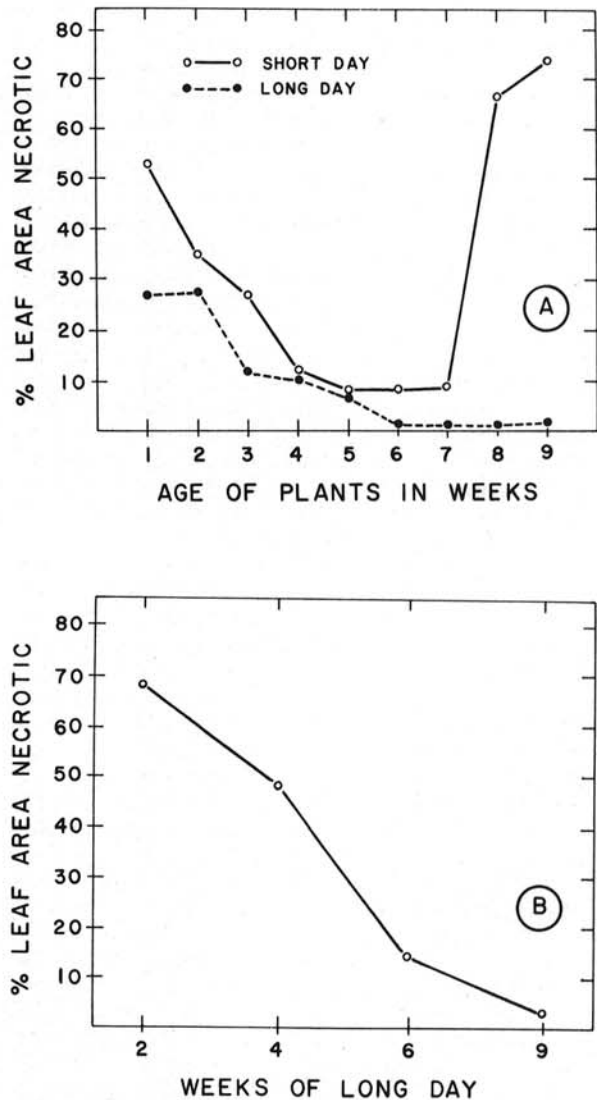 80
70
60
50
40
30
20
10
% LEAF AREA NECROTIC
SHORT DAY
LONG DAY
A
1 2 3 4 5 6 7 8 9
AGE OF PLANTS IN WEEKS
80
70
60
50
40
30
20
10
% LEAF AREA NECROTIC
B
2 4 6 9
WEEKS OF LONG DAY